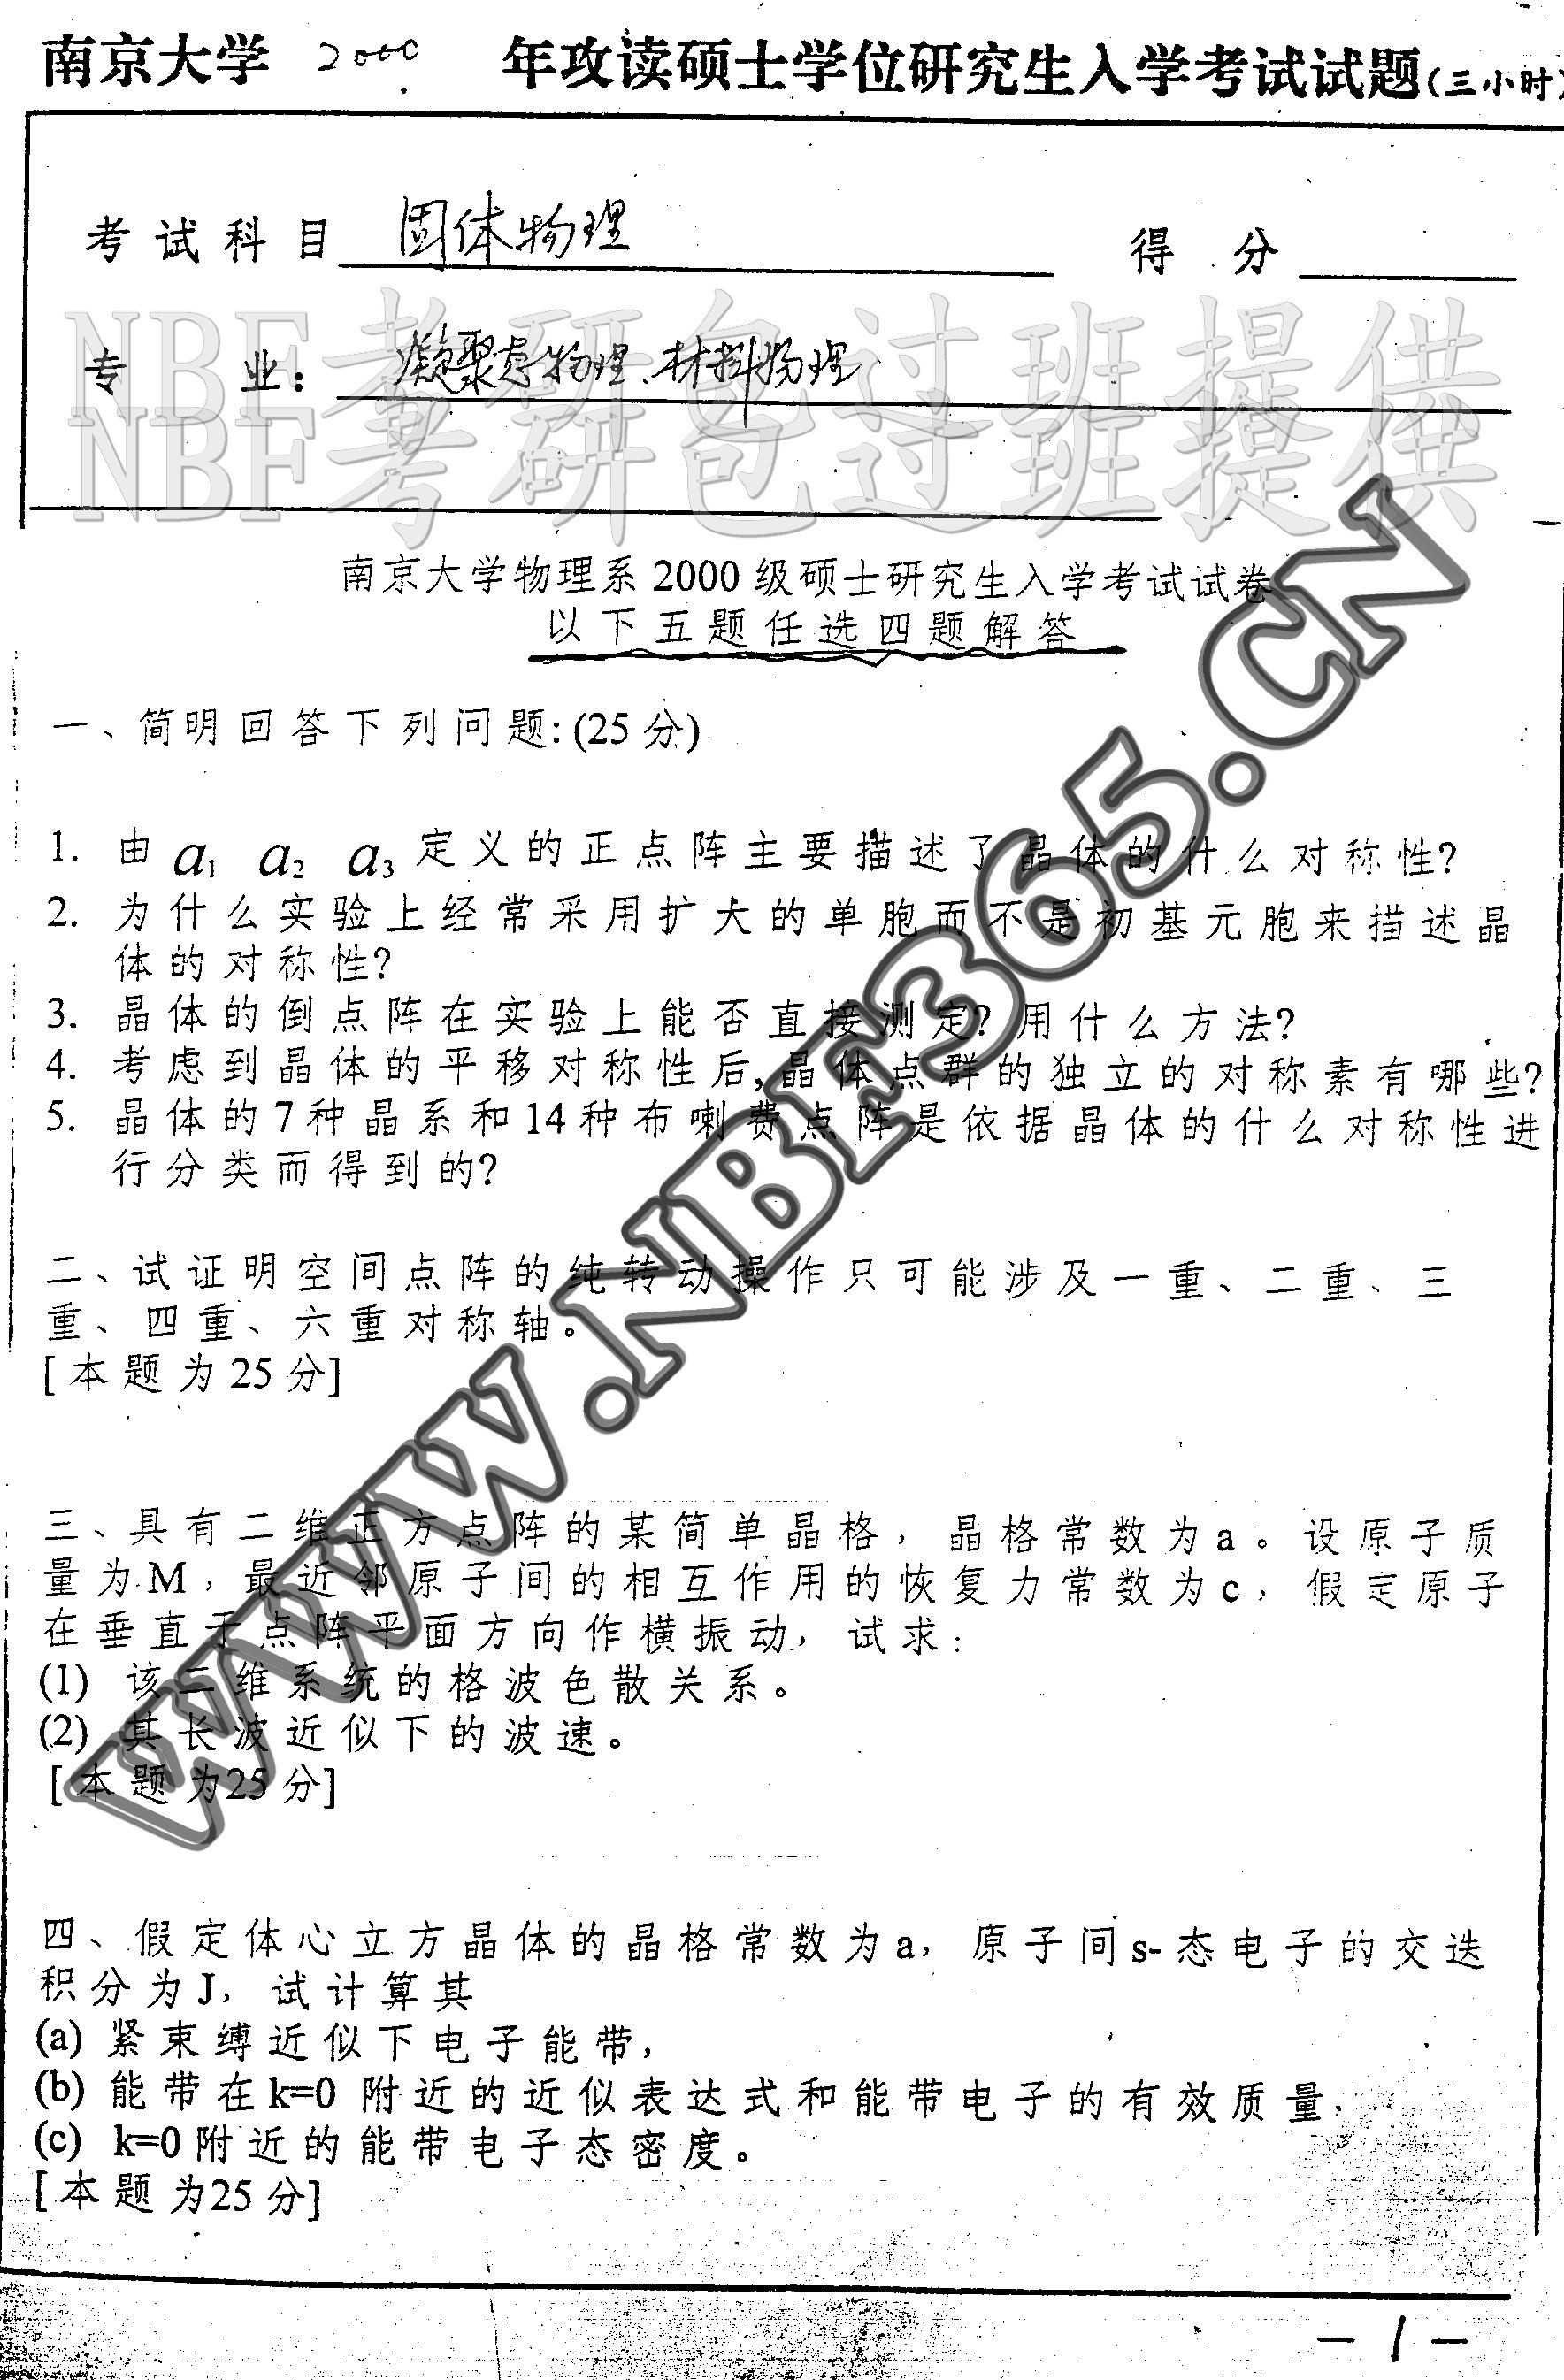 南京大学 2000 年攻读硕士学位研究生入学考试试题(三小时)
考试科目 固体物理 得分
专业: 凝聚态物理、材料物理
NBF考研包过班提供
NBF考研包过班提供
南京大学物理系 2000 级硕士研究生入学考试试卷
以下五题任选四题解答
一、简明回答下列问题: (25 分)
1. 由 a1 a2 a3 定义的正点阵主要描述了晶体的什么对称性?
2. 为什么实验上经常采用扩大的单胞而不是初基元胞来描述晶
体的对称性?
3. 晶体的倒点阵在实验上能否直接测定? 用什么方法?
4. 考虑到晶体的平移对称性后, 晶体点群的独立的对称素有哪些?
5. 晶体的 7 种晶系和 14 种布喇费点阵是依据晶体的什么对称性进
行分类而得到的?
二、试证明空间点阵的纯转动操作只可能涉及一重、二重、三
重、四重、六重对称轴。
[本题为 25 分]
三、具有二维正方点阵的某简单晶格, 晶格常数为 a。设原子质
量为 M, 最近邻原子间的相互作用的恢复力常数为 c, 假定原子
在垂直于点阵平面方向作横振动, 试求:
(1) 该二维系统的格波色散关系。
(2) 其长波近似下的波速。
[本题为25 分]
四、假定体心立方晶体的晶格常数为 a, 原子间 s-态电子的交迭
积分为 J, 试计算其
(a) 紧束缚近似下电子能带,
(b) 能带在 k=0 附近的近似表达式和能带电子的有效质量,
(c) k=0 附近的能带电子态密度。
[本题为25 分]
-1-
WWW.NBF365.CN